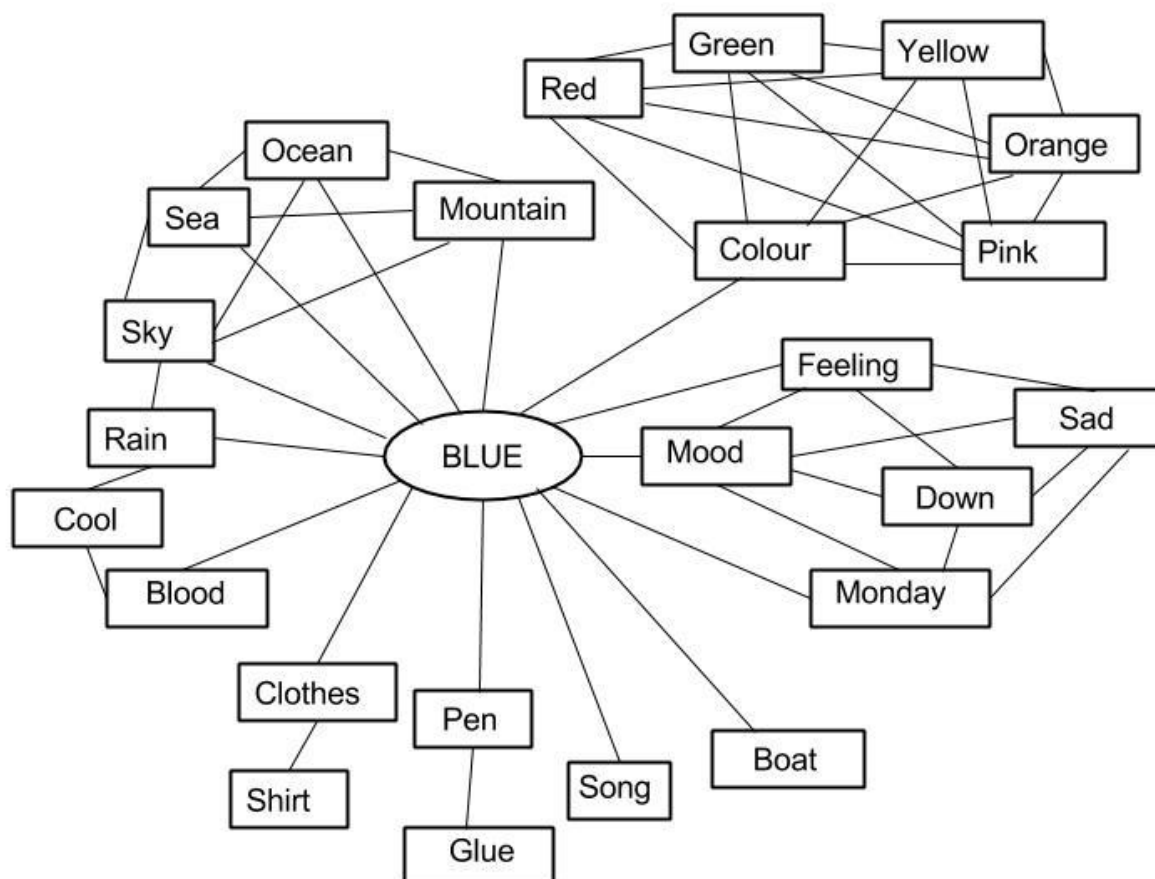 Green
Yellow
Red
Ocean
Orange
Sea
Mountain
Colour
Pink
Sky
Feeling
Sad
Rain
BLUE
Mood
Down
Cool
Blood
Monday
Clothes
Pen
Boat
Shirt
Song
Glue